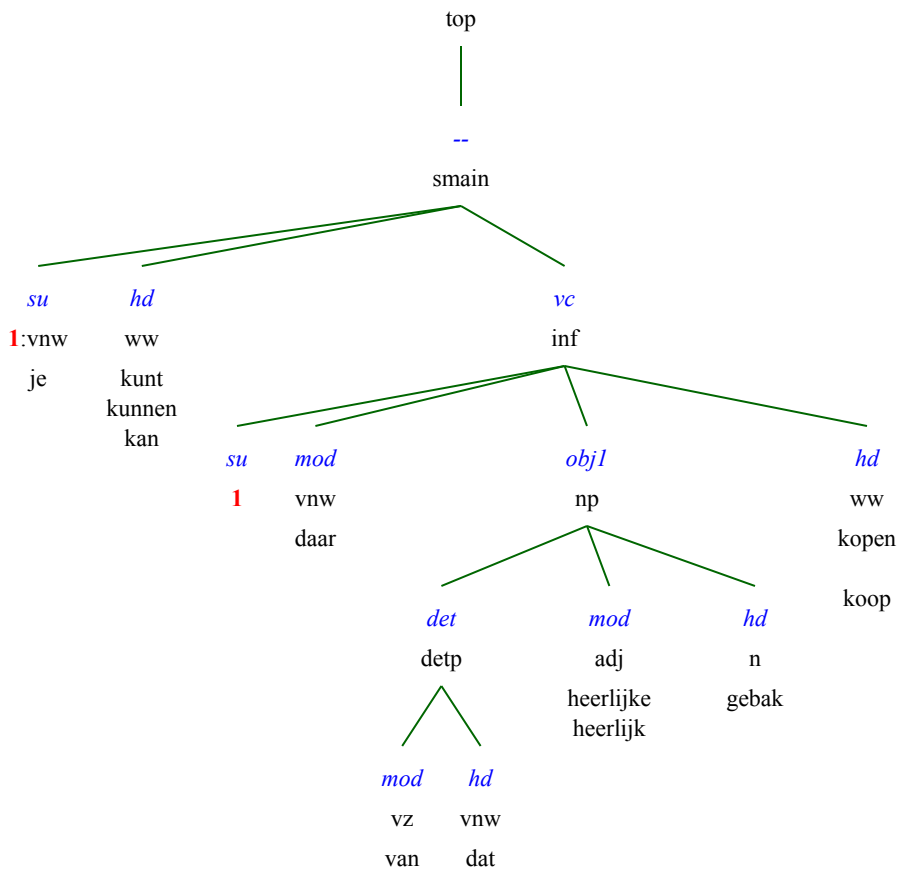 top
--
smain
su hd vc
1:vnw ww inf
je kunt
kunnen
kan
su mod obj1 hd
1 vnw np ww
daar kopen
koop
det mod hd
detp adj n
heerlijke gebak
heerlijk
mod hd
vz vnw
van dat